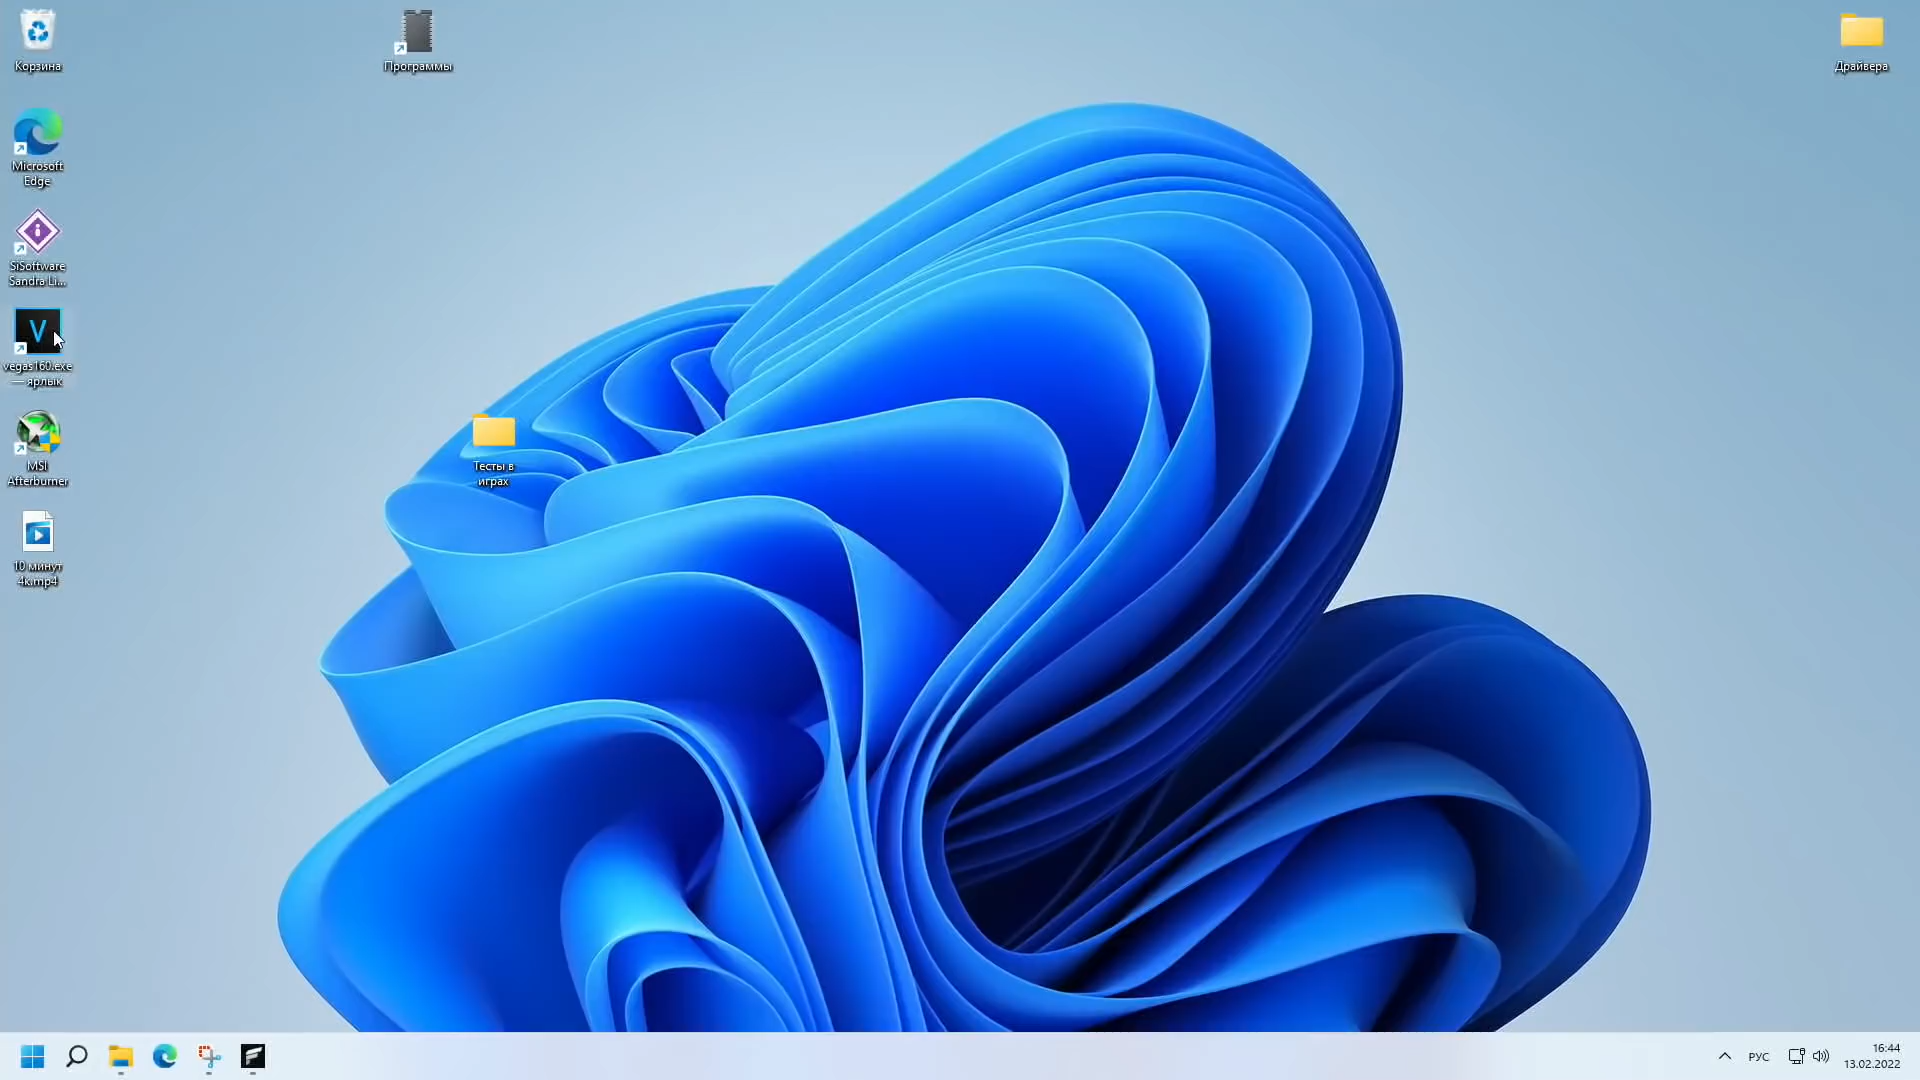 Корзина
Программы
Драйвера
Microsoft
Edge
SiSoftware
Sandra Li...
V
vegas160.exe
— ярлык
MSI
Afterburner
Тесты в
играх
10 минут
4к.mp4
РУС
16:44
13.02.2022